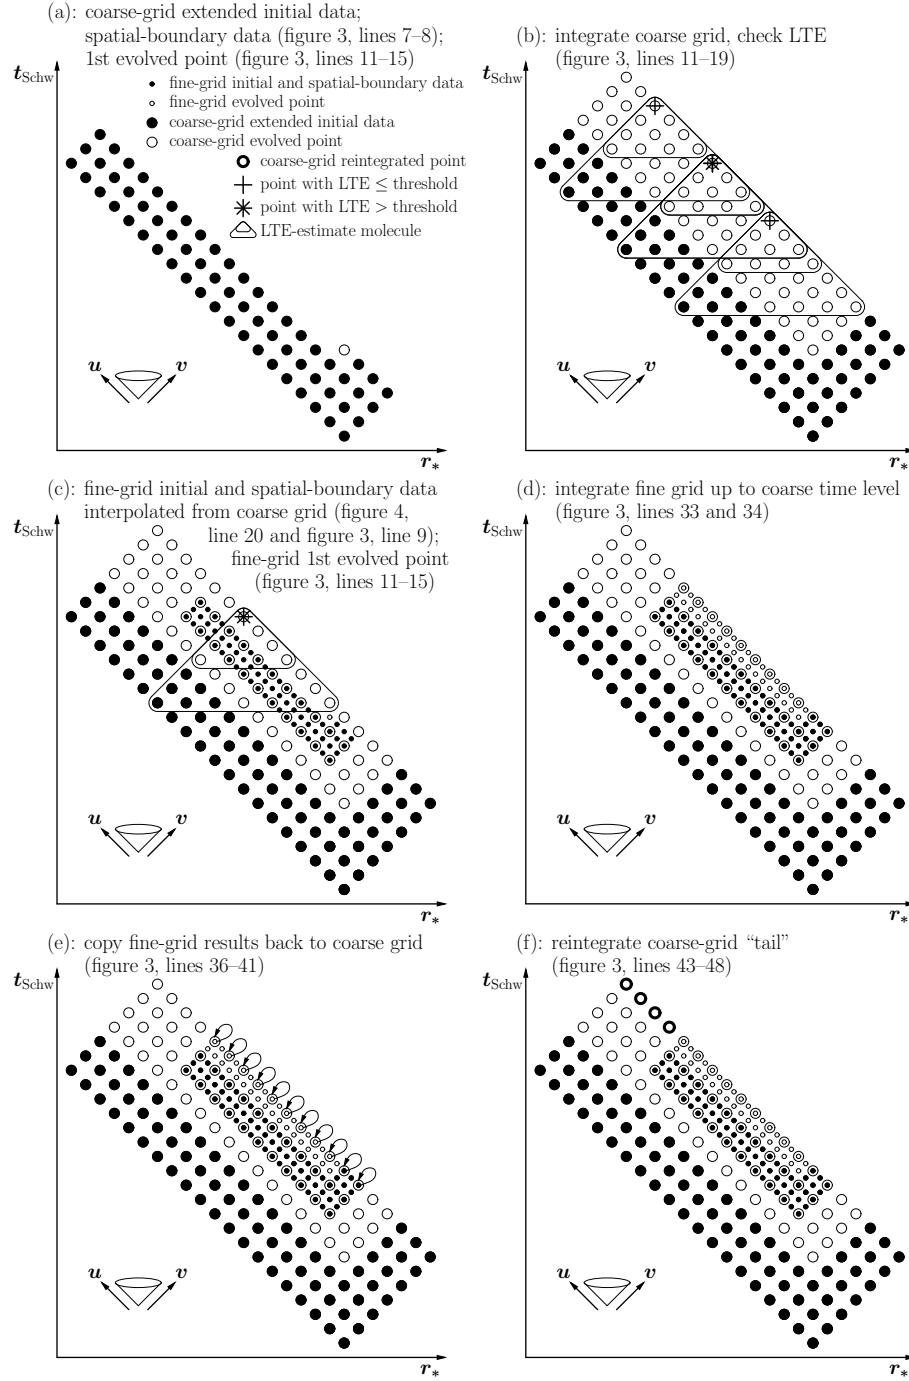 (a): coarse-grid extended initial data;
spatial-boundary data (figure 3, lines 7–8);
1st evolved point (figure 3, lines 11–15)
t_Schw
fine-grid initial and spatial-boundary data
fine-grid evolved point
coarse-grid extended initial data
coarse-grid evolved point
coarse-grid reintegrated point
point with LTE ≤ threshold
point with LTE > threshold
LTE-estimate molecule
u
v
r_*
(b): integrate coarse grid, check LTE
(figure 3, lines 11–19)
t_Schw
u
v
r_*
(c): fine-grid initial and spatial-boundary data
interpolated from coarse grid (figure 4,
line 20 and figure 3, line 9);
fine-grid 1st evolved point
(figure 3, lines 11–15)
t_Schw
u
v
r_*
(d): integrate fine grid up to coarse time level
(figure 3, lines 33 and 34)
t_Schw
u
v
r_*
(e): copy fine-grid results back to coarse grid
(figure 3, lines 36–41)
t_Schw
u
v
r_*
(f): reintegrate coarse-grid “tail”
(figure 3, lines 43–48)
t_Schw
u
v
r_*